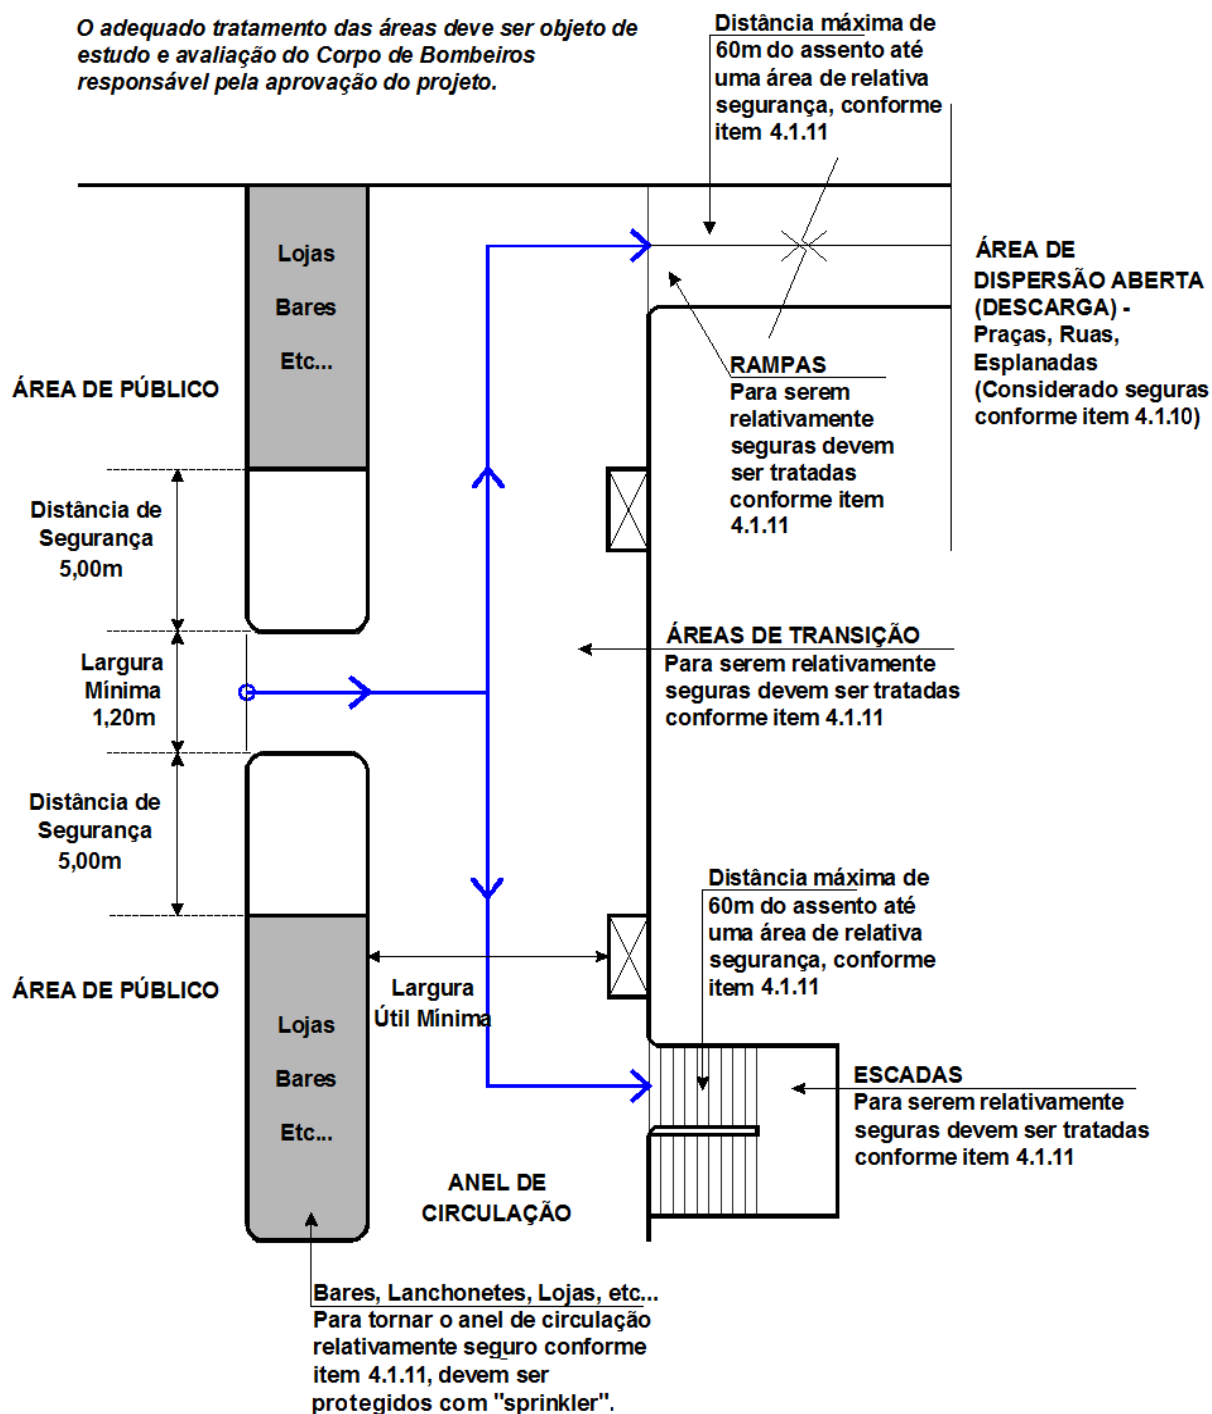 O adequado tratamento das áreas deve ser objeto de
estudo e avaliação do Corpo de Bombeiros
responsável pela aprovação do projeto.
Distância máxima de
60m do assento até
uma área de relativa
segurança, conforme
item 4.1.11
Lojas
Bares
Etc...
ÁREA DE PÚBLICO
ÁREA DE
DISPERSÃO ABERTA
(DESCARGA) -
Praças, Ruas,
Esplanadas
(Considerado seguras
conforme item 4.1.10)
RAMPAS
Para serem
relativamente
seguras devem
ser tratadas
conforme item
4.1.11
Distância de
Segurança
5,00m
Largura
Mínima
1,20m
ÁREAS DE TRANSIÇÃO
Para serem relativamente
seguras devem ser tratadas
conforme item 4.1.11
Distância de
Segurança
5,00m
Distância máxima de
60m do assento até
uma área de relativa
segurança, conforme
item 4.1.11
ÁREA DE PÚBLICO
Largura
Útil Mínima
Lojas
Bares
Etc...
ESCADAS
Para serem relativamente
seguras devem ser tratadas
conforme item 4.1.11
ANEL DE
CIRCULAÇÃO
Bares, Lanchonetes, Lojas, etc...
Para tornar o anel de circulação
relativamente seguro conforme
item 4.1.11, devem ser
protegidos com "sprinkler".